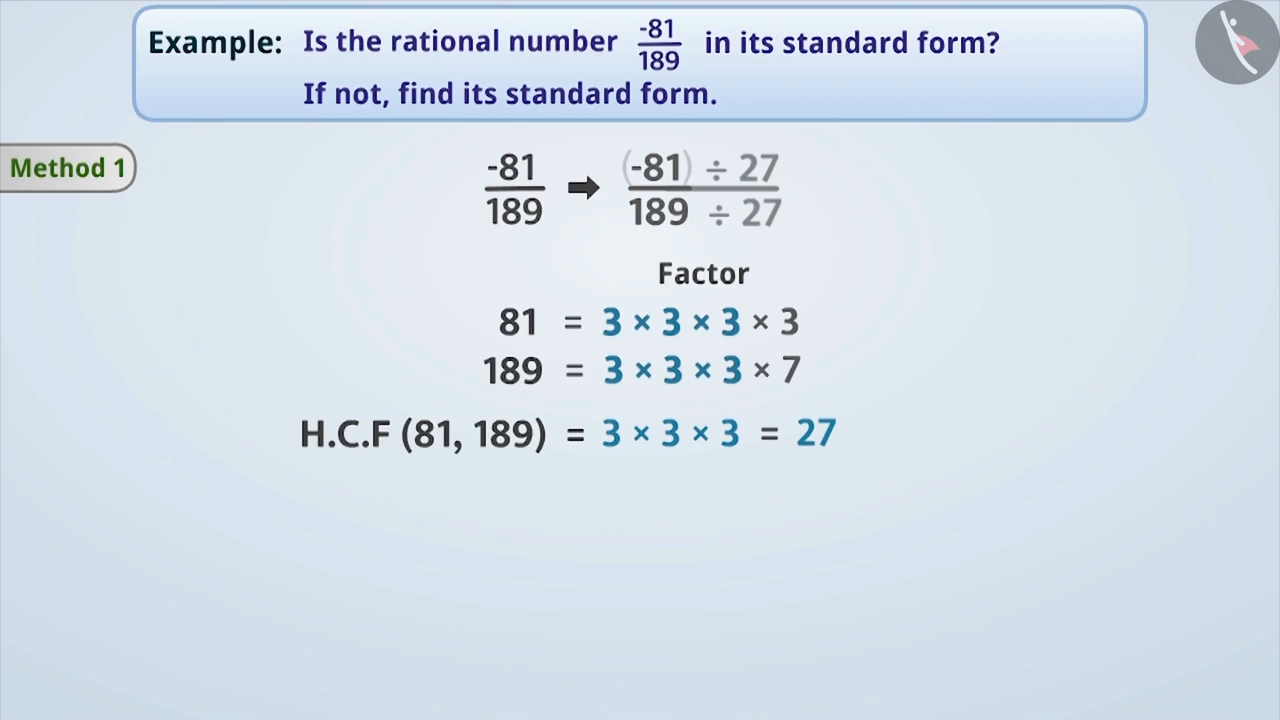 Example: Is the rational number -81/189 in its standard form?
If not, find its standard form.
Method 1
-81/189 ➡ (-81) ÷ 27/189 ÷ 27
Factor
81 = 3 × 3 × 3 × 3
189 = 3 × 3 × 3 × 7
H.C.F (81, 189) = 3 × 3 × 3 = 27